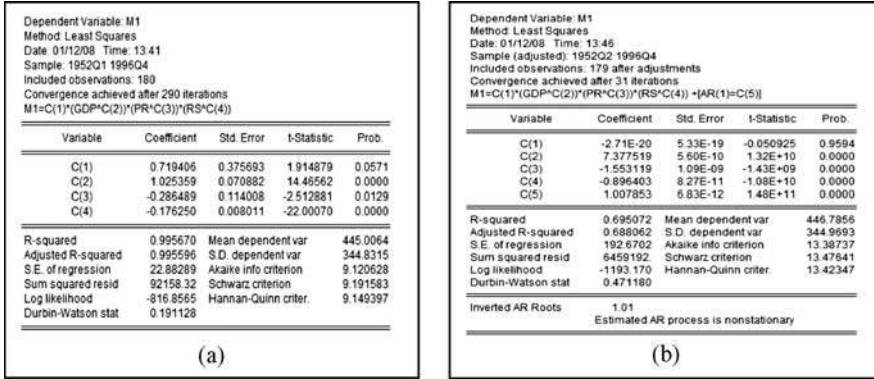 Dependent Variable: M1
Method: Least Squares
Date: 01/12/08 Time: 13:41
Sample: 1952Q1 1996Q4
Included observations: 180
Convergence achieved after 290 iterations
M1=C(1)*(GDP^C(2))*(PR^C(3))*(RS^C(4))
Variable Coefficient Std. Error t-Statistic Prob.
C(1) 0.719406 0.375693 1.914879 0.0571
C(2) 1.025359 0.070882 14.46562 0.0000
C(3) -0.286489 0.114008 -2.512881 0.0129
C(4) -0.176250 0.008011 -22.00070 0.0000
R-squared 0.995670 Mean dependent var 445.0064
Adjusted R-squared 0.995596 S.D. dependent var 344.8315
S.E. of regression 22.88289 Akaike info criterion 9.120628
Sum squared resid 92158.32 Schwarz criterion 9.191583
Log likelihood -816.8565 Hannan-Quinn criter. 9.149397
Durbin-Watson stat 0.191128
(a)
Dependent Variable: M1
Method: Least Squares
Date: 01/12/08 Time: 13:46
Sample (adjusted): 1952Q2 1996Q4
Included observations: 179 after adjustments
Convergence achieved after 31 iterations
M1=C(1)*(GDP^C(2))*(PR^C(3))*(RS^C(4)) +[AR(1)=C(5)]
Variable Coefficient Std. Error t-Statistic Prob.
C(1) -2.71E-20 5.33E-19 -0.050925 0.9594
C(2) 7.377519 5.60E-10 1.32E+10 0.0000
C(3) -1.553119 1.09E-09 -1.43E+09 0.0000
C(4) -0.896403 8.27E-11 -1.08E+10 0.0000
C(5) 1.007853 6.83E-12 1.48E+11 0.0000
R-squared 0.695072 Mean dependent var 446.7856
Adjusted R-squared 0.688062 S.D. dependent var 344.9693
S.E. of regression 192.6702 Akaike info criterion 13.38737
Sum squared resid 6459192. Schwarz criterion 13.47641
Log likelihood -1193.170 Hannan-Quinn criter. 13.42347
Durbin-Watson stat 0.471180
Inverted AR Roots 1.01
Estimated AR process is nonstationary
(b)